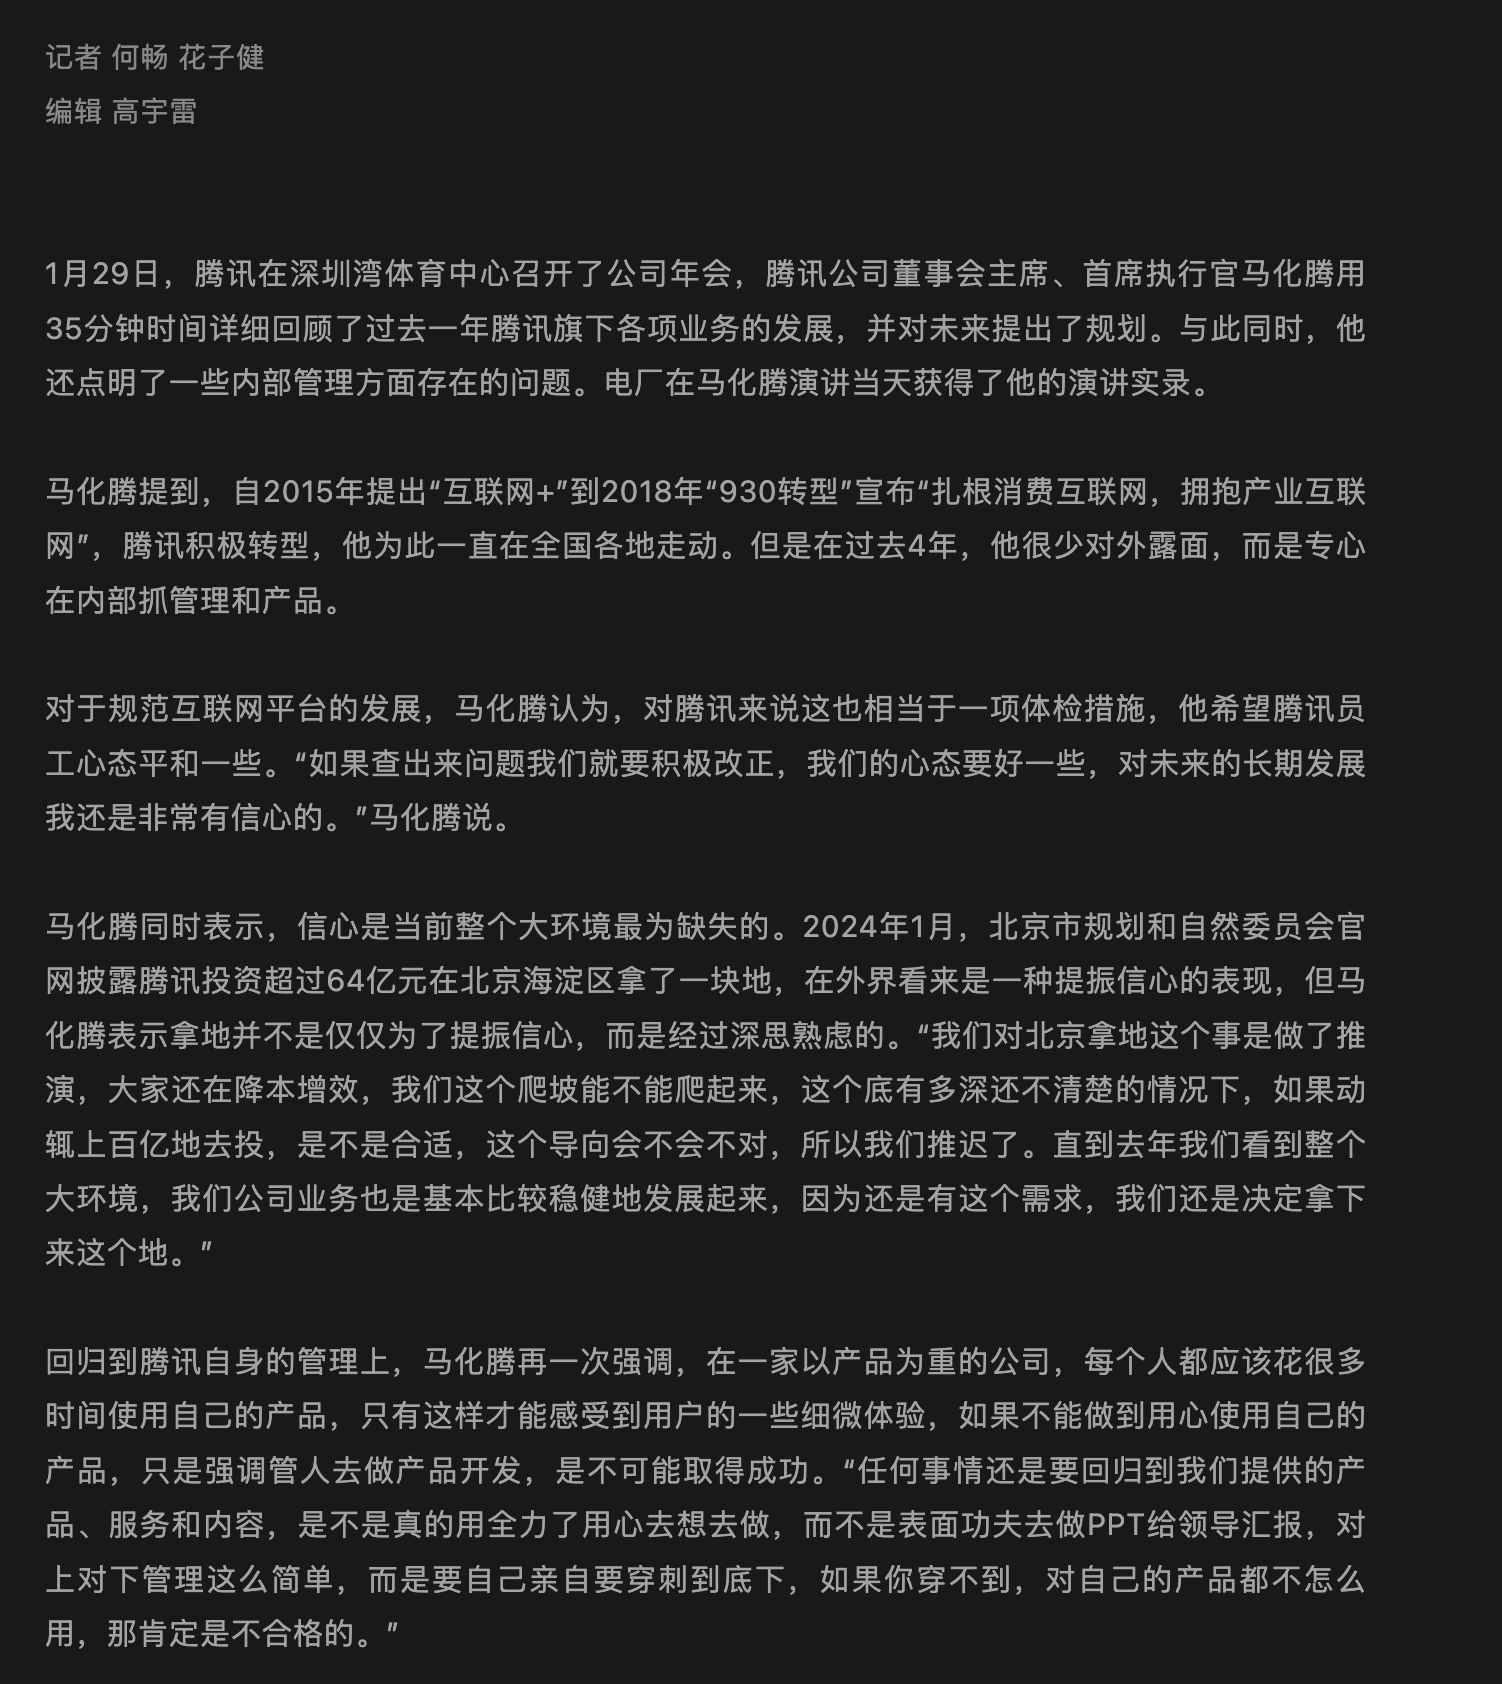 记者 何畅 花子健
编辑 高宇雷
1月29日，腾讯在深圳湾体育中心召开了公司年会，腾讯公司董事会主席、首席执行官马化腾用
35分钟时间详细回顾了过去一年腾讯旗下各项业务的发展，并对未来提出了规划。与此同时，他
还点明了一些内部管理方面存在的问题。电厂在马化腾演讲当天获得了他的演讲实录。
马化腾提到，自2015年提出“互联网+”到2018年“930转型”宣布“扎根消费互联网，拥抱产业互联
网”，腾讯积极转型，他为此一直在全国各地走动。但是在过去4年，他很少对外露面，而是专心
在内部抓管理和产品。
对于规范互联网平台的发展，马化腾认为，对腾讯来说这也相当于一项体检措施，他希望腾讯员
工心态平和一些。“如果查出来问题我们就要积极改正，我们的心态要好一些，对未来的长期发展
我还是非常有信心的。”马化腾说。
马化腾同时表示，信心是当前整个大环境最为缺失的。2024年1月，北京市规划和自然委员会官
网披露腾讯投资超过64亿元在北京海淀区拿了一块地，在外界看来是一种提振信心的表现，但马
化腾表示拿地并不是仅仅为了提振信心，而是经过深思熟虑的。“我们对北京拿地这个事是做了推
演，大家还在降本增效，我们这个爬坡能不能爬起来，这个底有多深还不清楚的情况下，如果动
辄上百亿地去投，是不是合适，这个导向会不会不对，所以我们推迟了。直到去年我们看到整个
大环境，我们公司业务也是基本比较稳健地发展起来，因为还是有这个需求，我们还是决定拿下
来这个地。”
回归到腾讯自身的管理上，马化腾再一次强调，在一家以产品为重的公司，每个人都应该花很多
时间使用自己的产品，只有这样才能感受到用户的一些细微体验，如果不能做到用心使用自己的
产品，只是强调管人去做产品开发，是不可能取得成功。“任何事情还是要回归到我们提供的产
品、服务和内容，是不是真的用全力了用心去想去做，而不是表面功夫去做PPT给领导汇报，对
上对下管理这么简单，而是要自己亲自要穿刺到底下，如果你穿不到，对自己的产品都不怎么
用，那肯定是不合格的。”